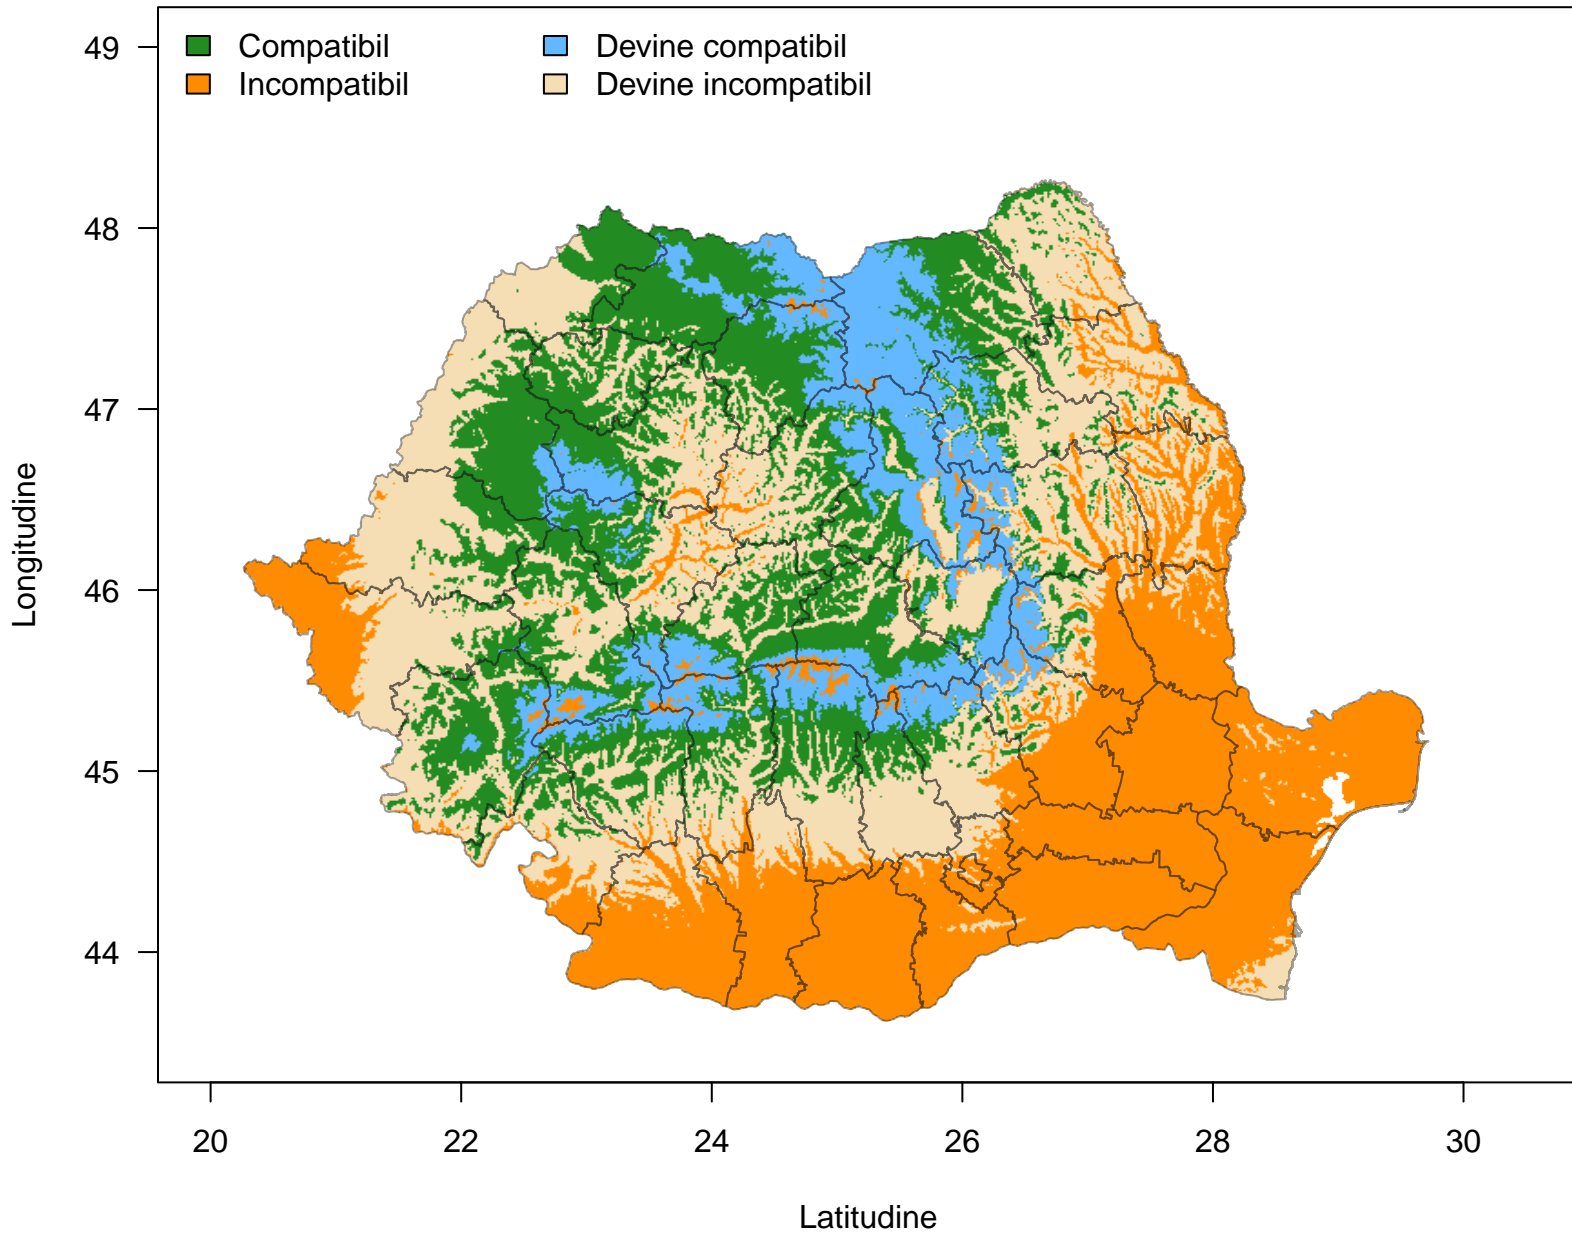 Compatibil
Devine compatibil
Incompatibil
Devine incompatibil
49
48
47
46
45
44
Longitudine
20 22 24 26 28 30
Latitudine